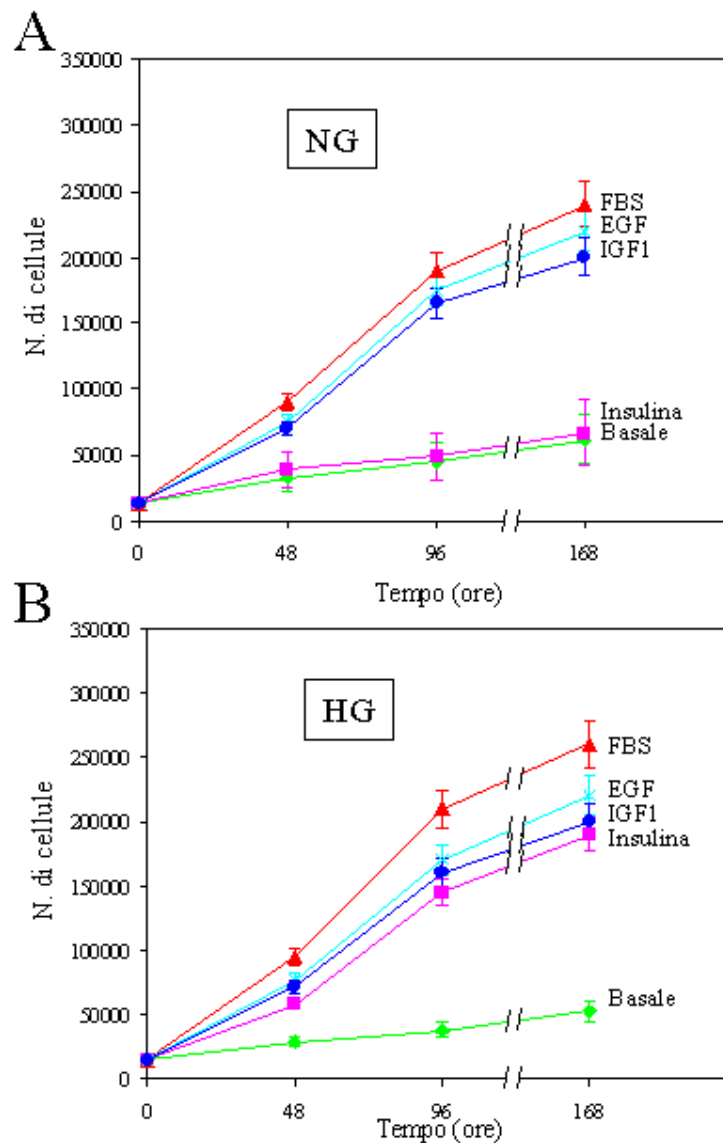 A
350000
300000
250000
200000
150000
100000
50000
0
N. di cellule
NG
FBS
EGF
IGF1
Insulina
Basale
0 48 96 168
Tempo (ore)
B
350000
300000
250000
200000
150000
100000
50000
0
N. di cellule
HG
FBS
EGF
IGF1
Insulina
Basale
0 48 96 168
Tempo (ore)